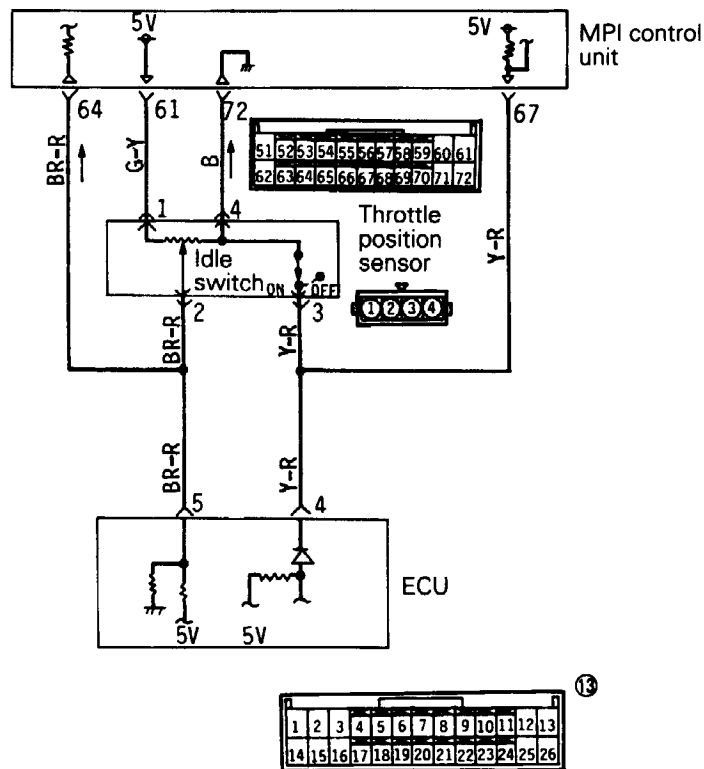 5V
5V
MPI control
unit
64
61
72
67
BR-R
G-Y
B
Y-R
51 52 53 54 55 56 57 58 59 60 61
62 63 64 65 66 67 68 69 70 71 72
1
4
Throttle
position
sensor
Idle
switch ON OFF
1 2 3 4
2
3
BR-R
Y-R
BR-R
Y-R
5
4
ECU
5V
5V
13
1 2 3 4 5 6 7 8 9 10 11 12 13
14 15 16 17 18 19 20 21 22 23 24 25 26